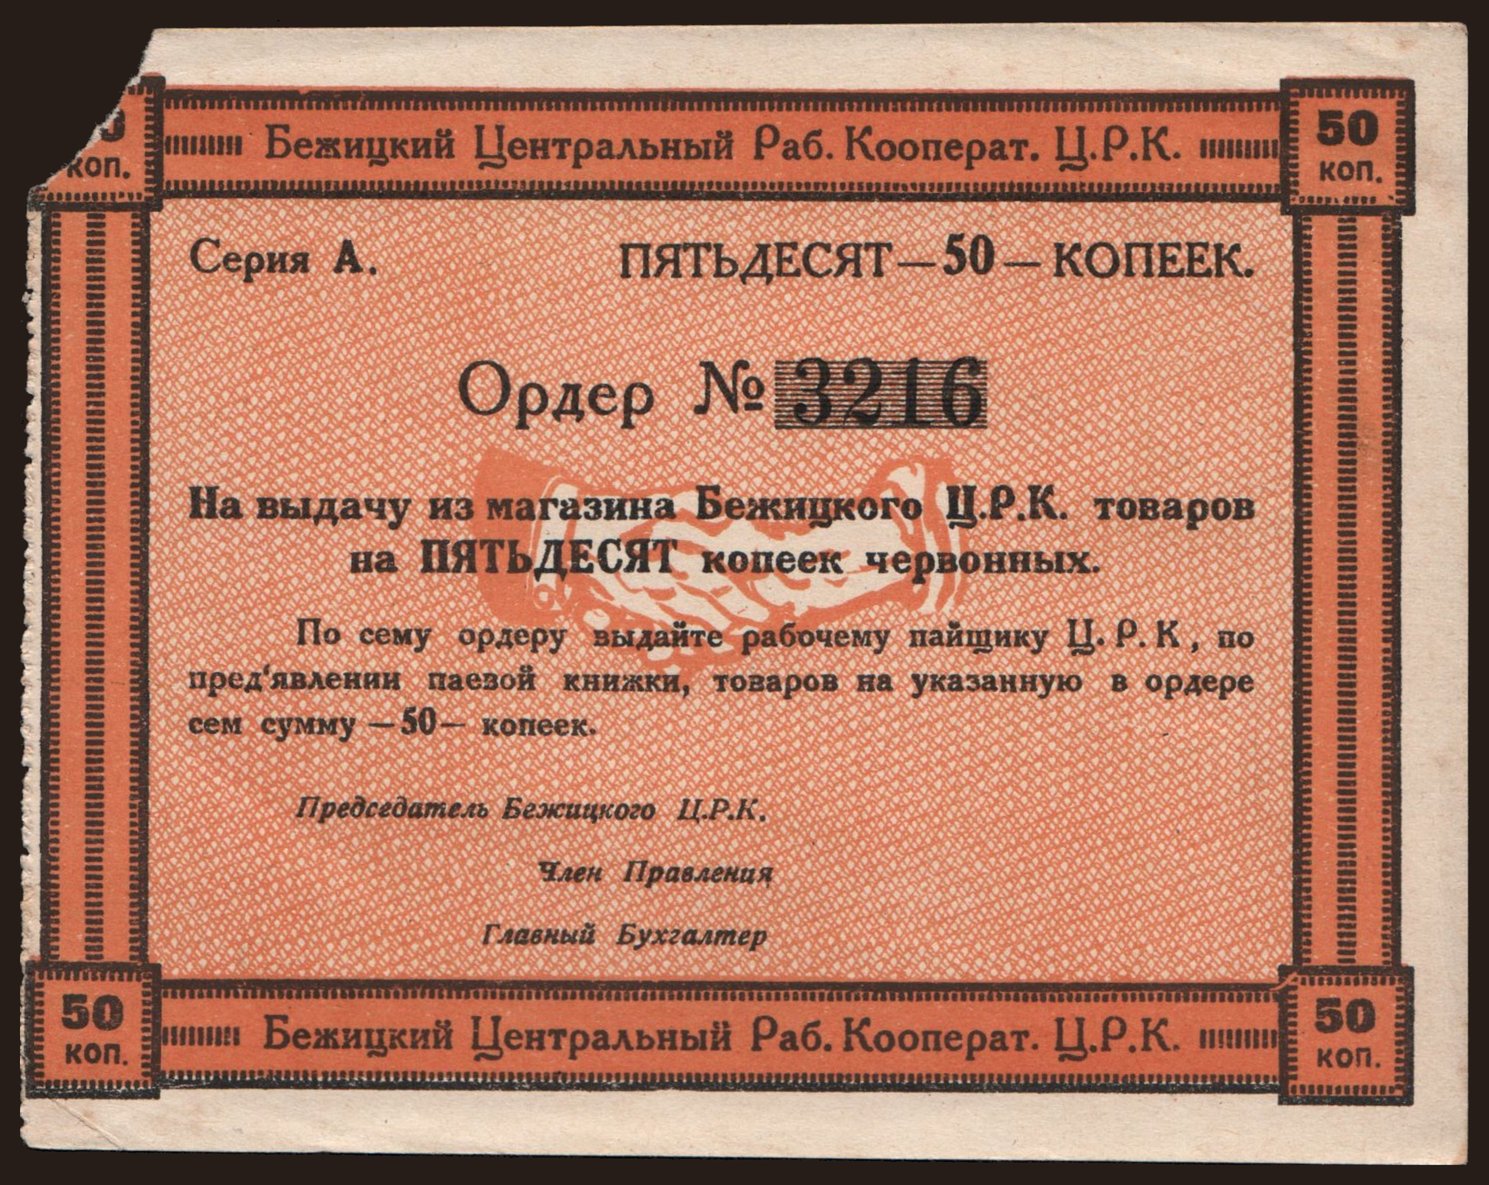 КОП.
Бежицкий Центральный Раб. Кооперат. Ц.Р.К.
50
КОП.
Серия А.
ПЯТЬДЕСЯТ—50—КОПЕЕК.
Ордер № 3216
На выдачу из магазина Бежицкого Ц.Р.К. товаров
на ПЯТЬДЕСЯТ копеек червонных.
По сему ордеру выдайте рабочему пайщику Ц. Р. К, по
пред'явлении паевой книжки, товаров на указанную в ордере
сем сумму —50— копеек.
Председатель Бежицкого Ц.Р.К.
Член Правления
Главный Бухгалтер
50
КОП.
Бежицкий Центральный Раб. Кооперат. Ц.Р.К.
50
КОП.